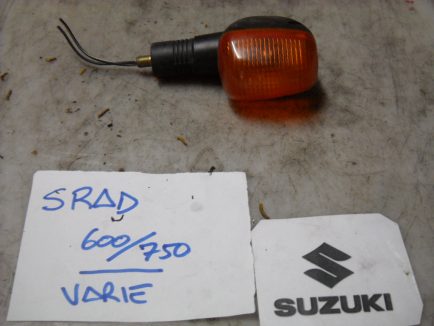 SRAD
600/750
VARIE
SUZUKI